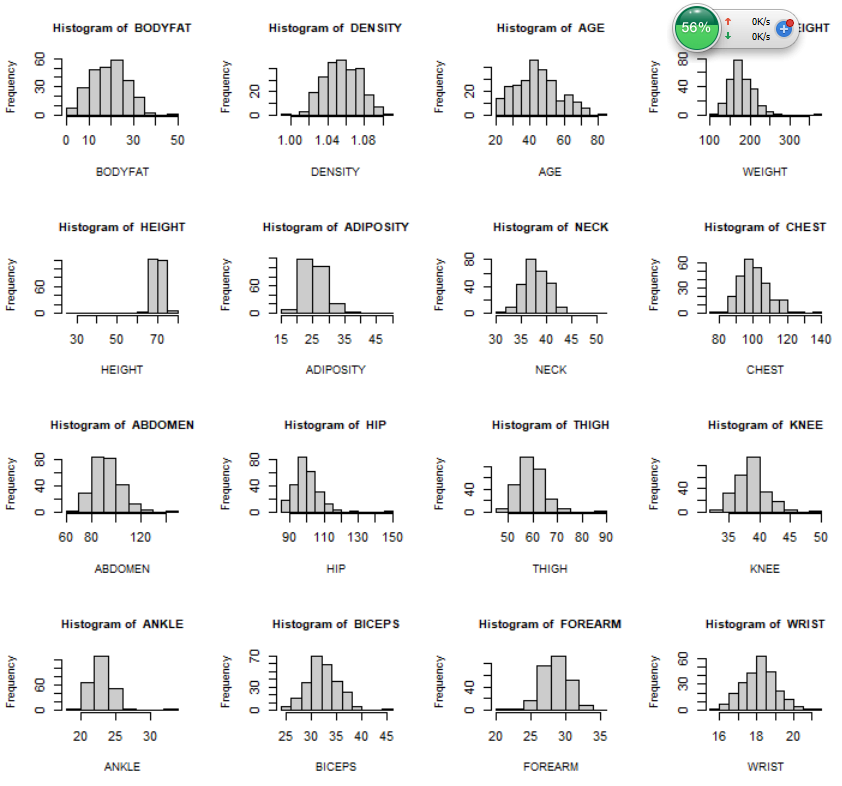 Histogram of BODYFAT
Frequency
0 30 60
0 10 30 50
BODYFAT
Histogram of DENSITY
Frequency
0 20
1.00 1.04 1.08
DENSITY
Histogram of AGE
Frequency
0 20
20 40 60 80
AGE
56%
0K/s
0K/s
EIGHT
Frequency
0 40 80
100 200 300
WEIGHT
Histogram of HEIGHT
Frequency
0 60
30 50 70
HEIGHT
Histogram of ADIPOSITY
Frequency
0 60
15 25 35 45
ADIPOSITY
Histogram of NECK
Frequency
0 40 80
30 35 40 45 50
NECK
Histogram of CHEST
Frequency
0 30 60
80 100 120 140
CHEST
Histogram of ABDOMEN
Frequency
0 40 80
60 80 120
ABDOMEN
Histogram of HIP
Frequency
0 40 80
90 110 130 150
HIP
Histogram of THIGH
Frequency
0 40
50 60 70 80 90
THIGH
Histogram of KNEE
Frequency
0 40
35 40 45 50
KNEE
Histogram of ANKLE
Frequency
0 60
20 25 30
ANKLE
Histogram of BICEPS
Frequency
0 30 70
25 30 35 40 45
BICEPS
Histogram of FOREARM
Frequency
0 40
20 25 30 35
FOREARM
Histogram of WRIST
Frequency
0 30 60
16 18 20
WRIST